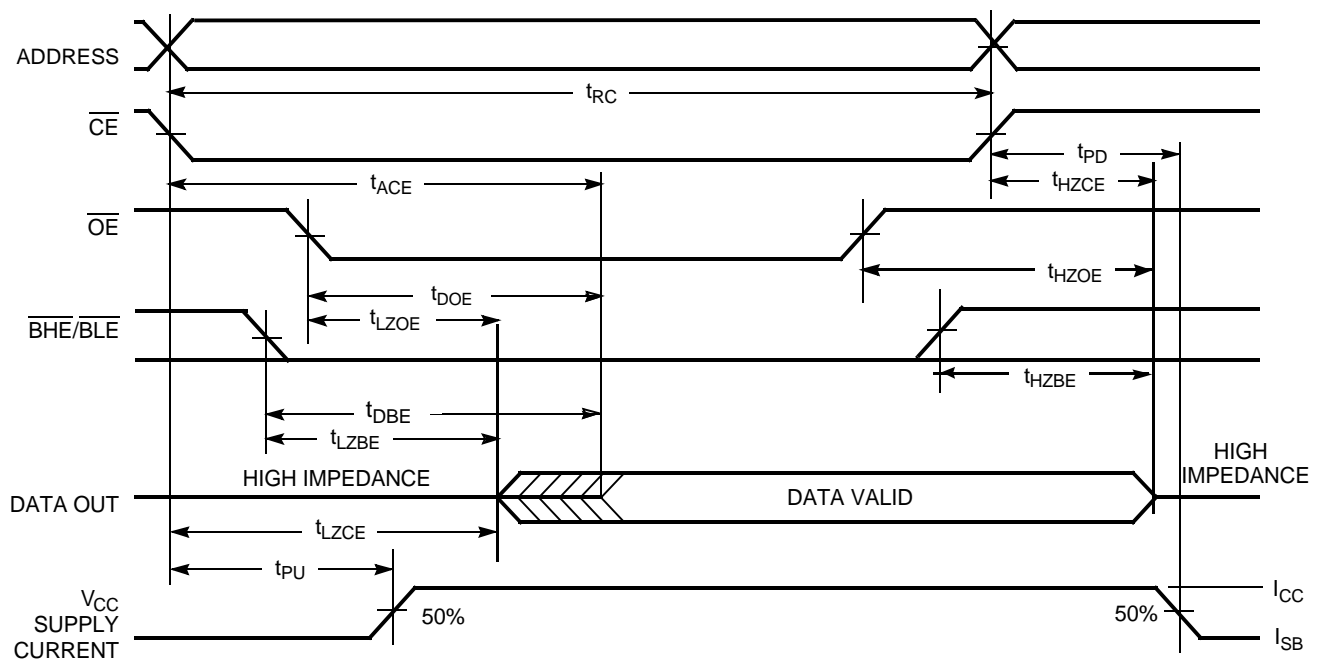 ADDRESS
tRC
CE
tPD
tACE
tHZCE
OE
tHZOE
tDOE
tLZOE
BHE/BLE
tHZBE
tDBE
tLZBE
HIGH IMPEDANCE
HIGH
IMPEDANCE
DATA OUT
DATA VALID
tLZCE
tPU
VCC
SUPPLY
CURRENT
50%
50%
ICC
ISB